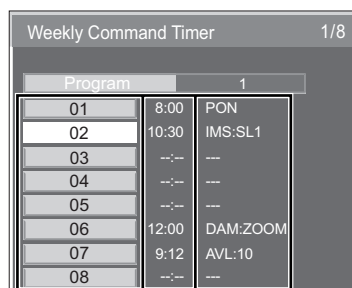 Weekly Command Timer 1/8
Program 1
01 8:00 PON
02 10:30 IMS:SL1
03 --:-- ---
04 --:-- ---
05 --:-- ---
06 12:00 DAM:ZOOM
07 9:12 AVL:10
08 --:-- ---